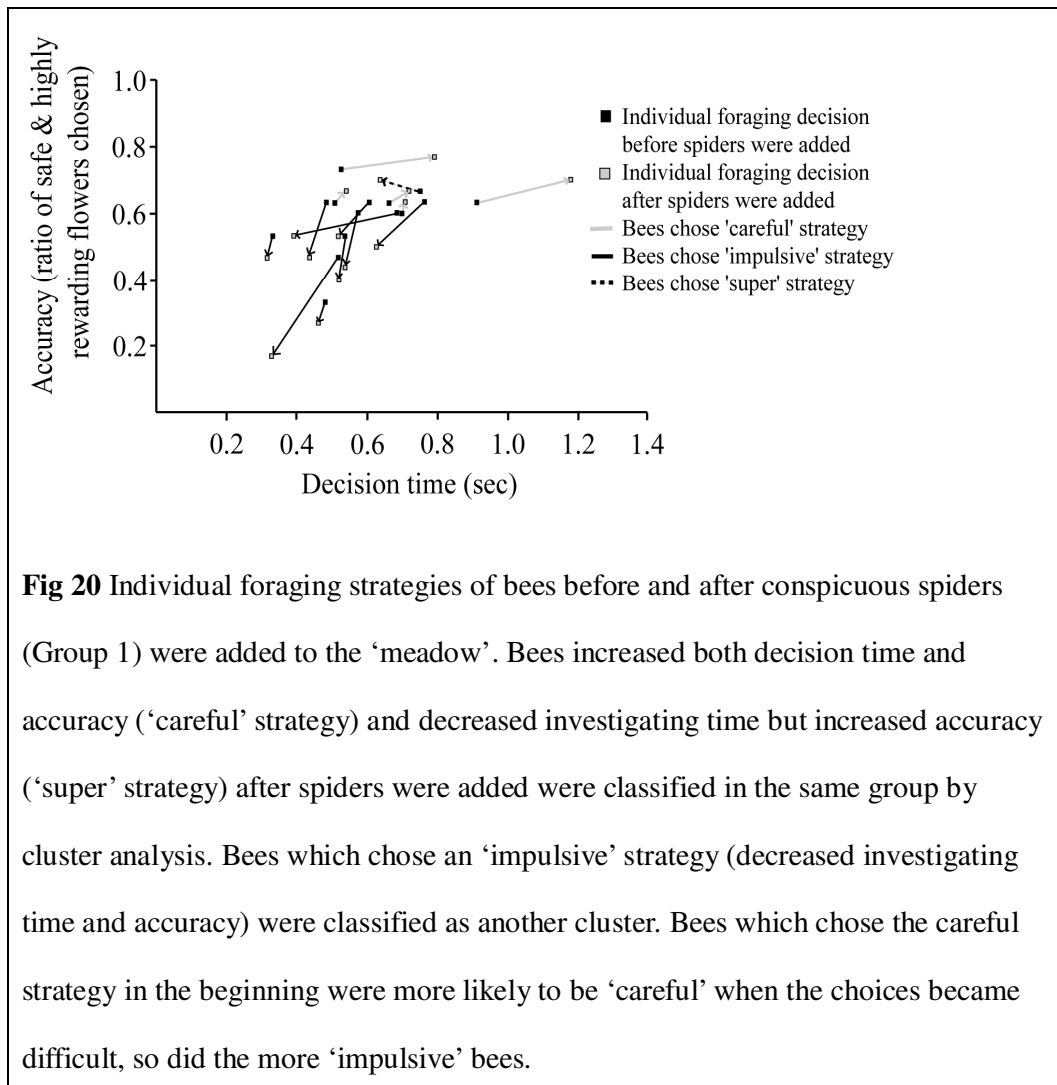 Accuracy (ratio of safe & highly
rewarding flowers chosen)
1.0
0.8
0.6
0.4
0.2
0.2 0.4 0.6 0.8 1.0 1.2 1.4
Decision time (sec)
Individual foraging decision
before spiders were added
Individual foraging decision
after spiders were added
Bees chose 'careful' strategy
Bees chose 'impulsive' strategy
Bees chose 'super' strategy
Fig 20 Individual foraging strategies of bees before and after conspicuous spiders
(Group 1) were added to the ‘meadow’. Bees increased both decision time and
accuracy (‘careful’ strategy) and decreased investigating time but increased accuracy
(‘super’ strategy) after spiders were added were classified in the same group by
cluster analysis. Bees which chose an ‘impulsive’ strategy (decreased investigating
time and accuracy) were classified as another cluster. Bees which chose the careful
strategy in the beginning were more likely to be ‘careful’ when the choices became
difficult, so did the more ‘impulsive’ bees.